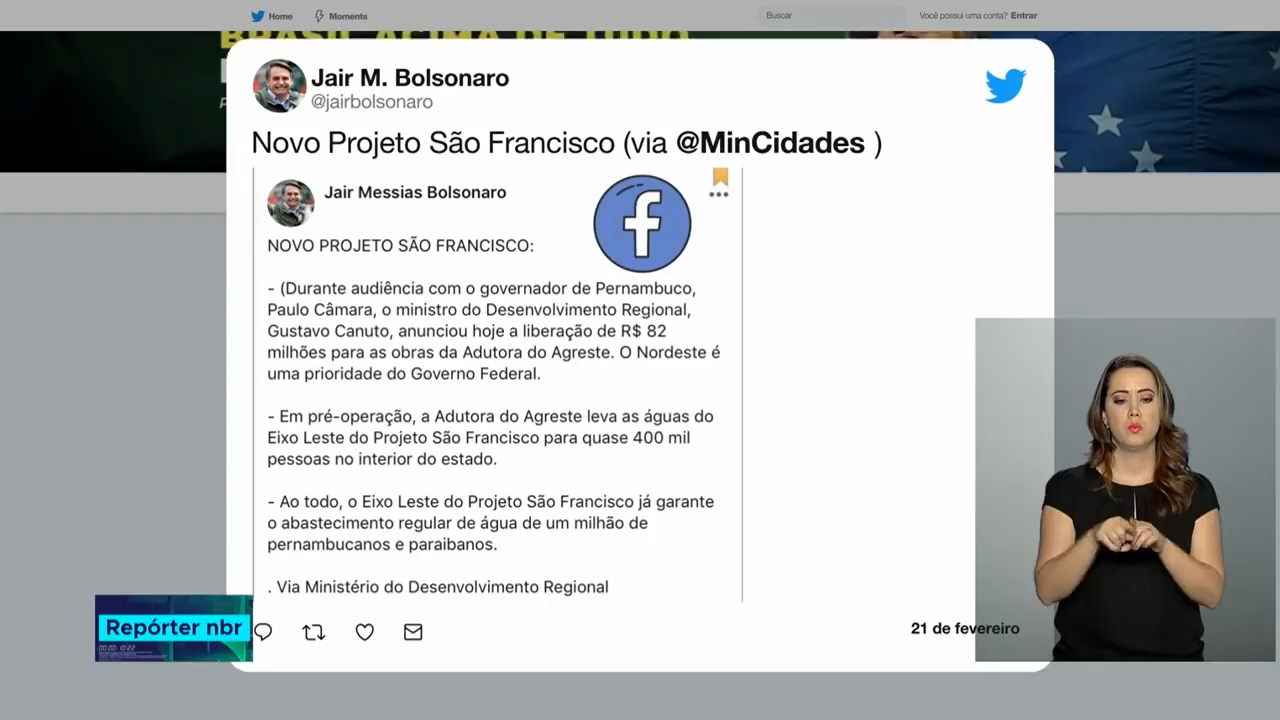 Home
Moments
Buscar
Você possui uma conta? Entrar
BRASIL ACIMA DE TUDO
Jair M. Bolsonaro
@jairbolsonaro
Novo Projeto São Francisco (via @MinCidades )
Jair Messias Bolsonaro
NOVO PROJETO SÃO FRANCISCO:
- (Durante audiência com o governador de Pernambuco,
Paulo Câmara, o ministro do Desenvolvimento Regional,
Gustavo Canuto, anunciou hoje a liberação de R$ 82
milhões para as obras da Adutora do Agreste. O Nordeste é
uma prioridade do Governo Federal.
- Em pré-operação, a Adutora do Agreste leva as águas do
Eixo Leste do Projeto São Francisco para quase 400 mil
pessoas no interior do estado.
- Ao todo, o Eixo Leste do Projeto São Francisco já garante
o abastecimento regular de água de um milhão de
pernambucanos e paraibanos.
. Via Ministério do Desenvolvimento Regional
21 de fevereiro
Repórter nbr